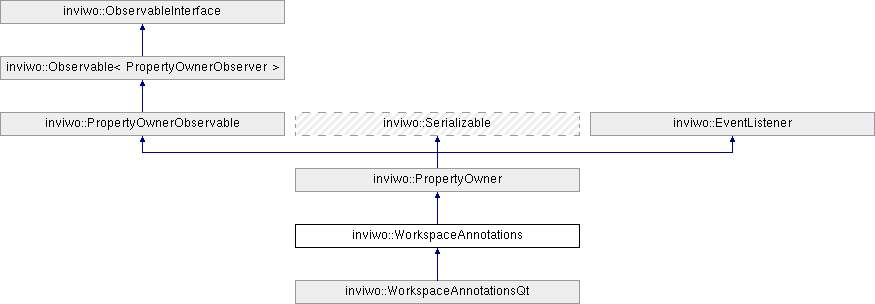 inviwo::ObservableInterface
inviwo::Observable< PropertyOwnerObserver >
inviwo::PropertyOwnerObservable
inviwo::Serializable
inviwo::EventListener
inviwo::PropertyOwner
inviwo::WorkspaceAnnotations
inviwo::WorkspaceAnnotationsQt